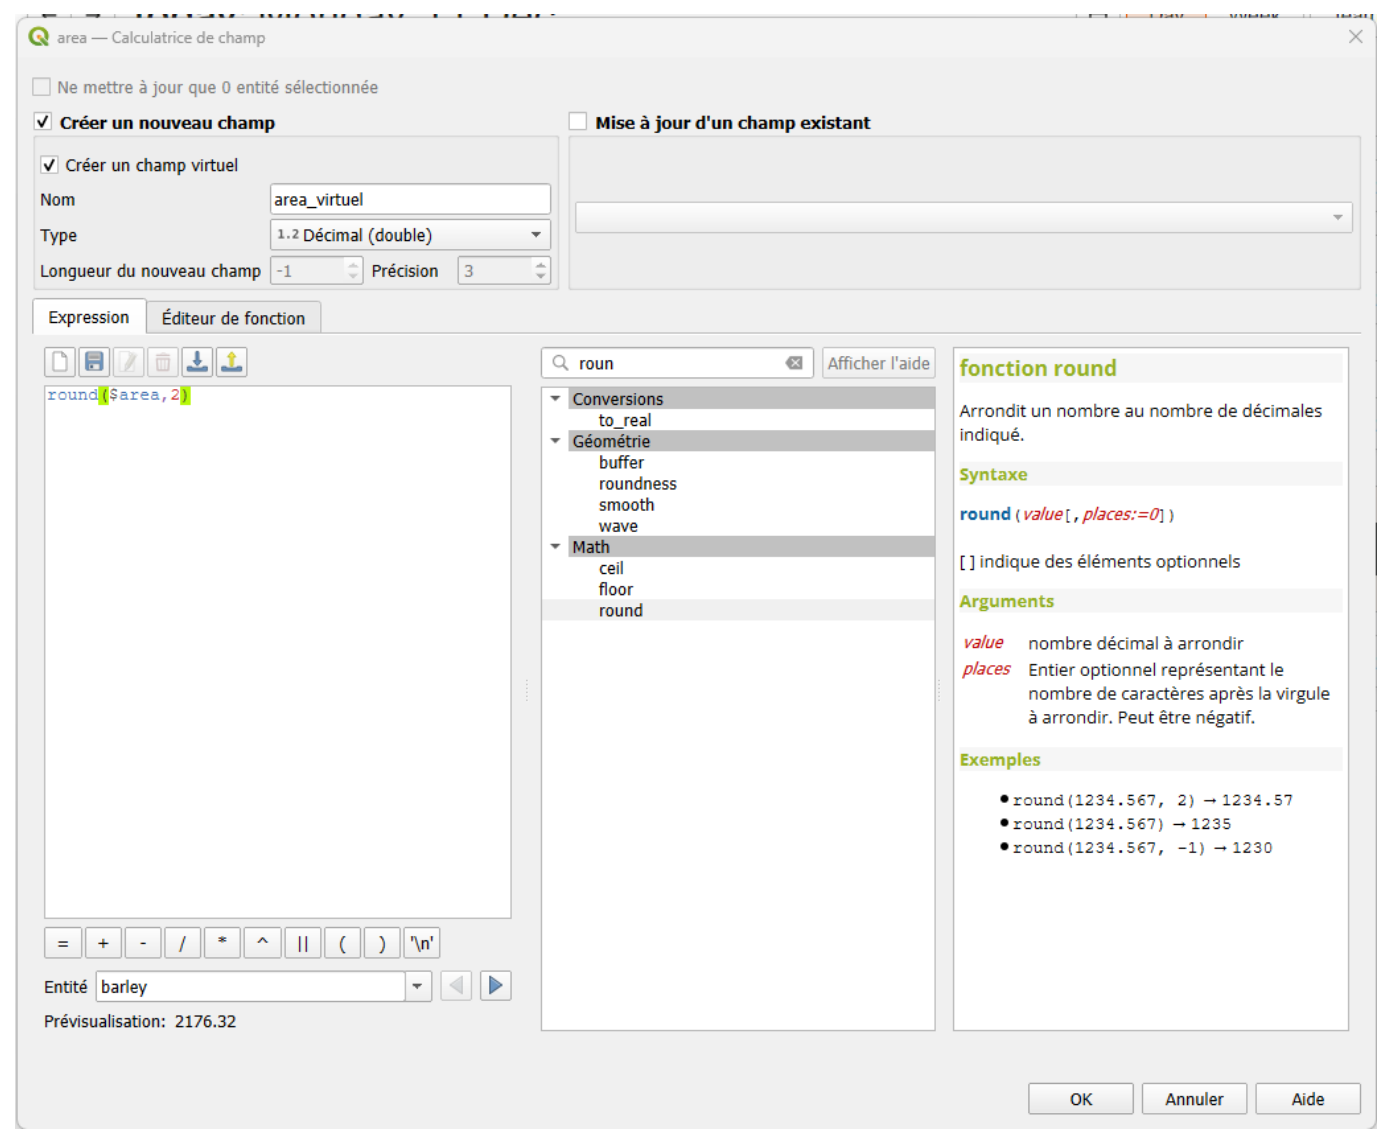 area — Calculatrice de champ
Ne mettre à jour que 0 entité sélectionnée
Créer un nouveau champ
Mise à jour d'un champ existant
Créer un champ virtuel
Nom area_virtuel
Type 1.2 Décimal (double)
Longueur du nouveau champ -1 Précision 3
Expression Éditeur de fonction
roun Afficher l'aide
round($area,2)
Conversions
to_real
Géométrie
buffer
roundness
smooth
wave
Math
ceil
floor
round
fonction round
Arrondit un nombre au nombre de décimales
indiqué.
Syntaxe
round(value[,places:=0])
[ ] indique des éléments optionnels
Arguments
value nombre décimal à arrondir
places Entier optionnel représentant le
nombre de caractères après la virgule
à arrondir. Peut être négatif.
Exemples
round(1234.567, 2) → 1234.57
round(1234.567) → 1235
round(1234.567, -1) → 1230
= + - / * ^ || ( ) '\n'
Entité barley
Prévisualisation: 2176.32
OK Annuler Aide